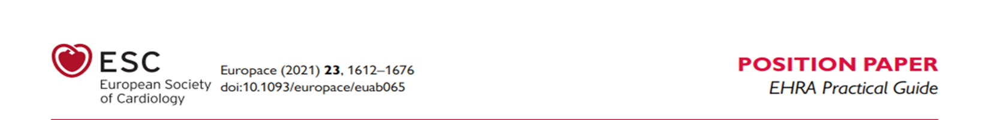 ESC
European Society
of Cardiology
Europace (2021) 23, 1612–1676
doi:10.1093/europace/euab065
POSITION PAPER
EHRA Practical Guide